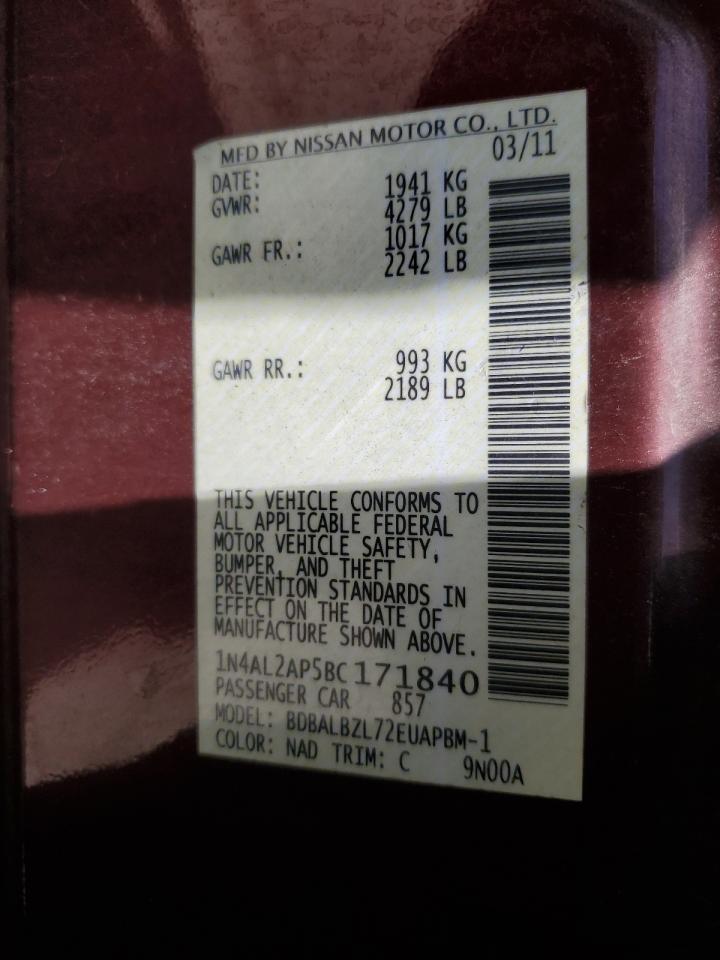 MFD BY NISSAN MOTOR CO., LTD.
DATE: 03/11
GVWR: 1941 KG
4279 LB
GAWR FR.: 1017 KG
2242 LB
GAWR RR.: 993 KG
2189 LB
THIS VEHICLE CONFORMS TO
ALL APPLICABLE FEDERAL
MOTOR VEHICLE SAFETY,
BUMPER, AND THEFT
PREVENTION STANDARDS IN
EFFECT ON THE DATE OF
MANUFACTURE SHOWN ABOVE.
1N4AL2AP5BC171840
PASSENGER CAR 857
MODEL: BDBALBZL72EUAPBM-1
COLOR: NAD TRIM: C 9N00A